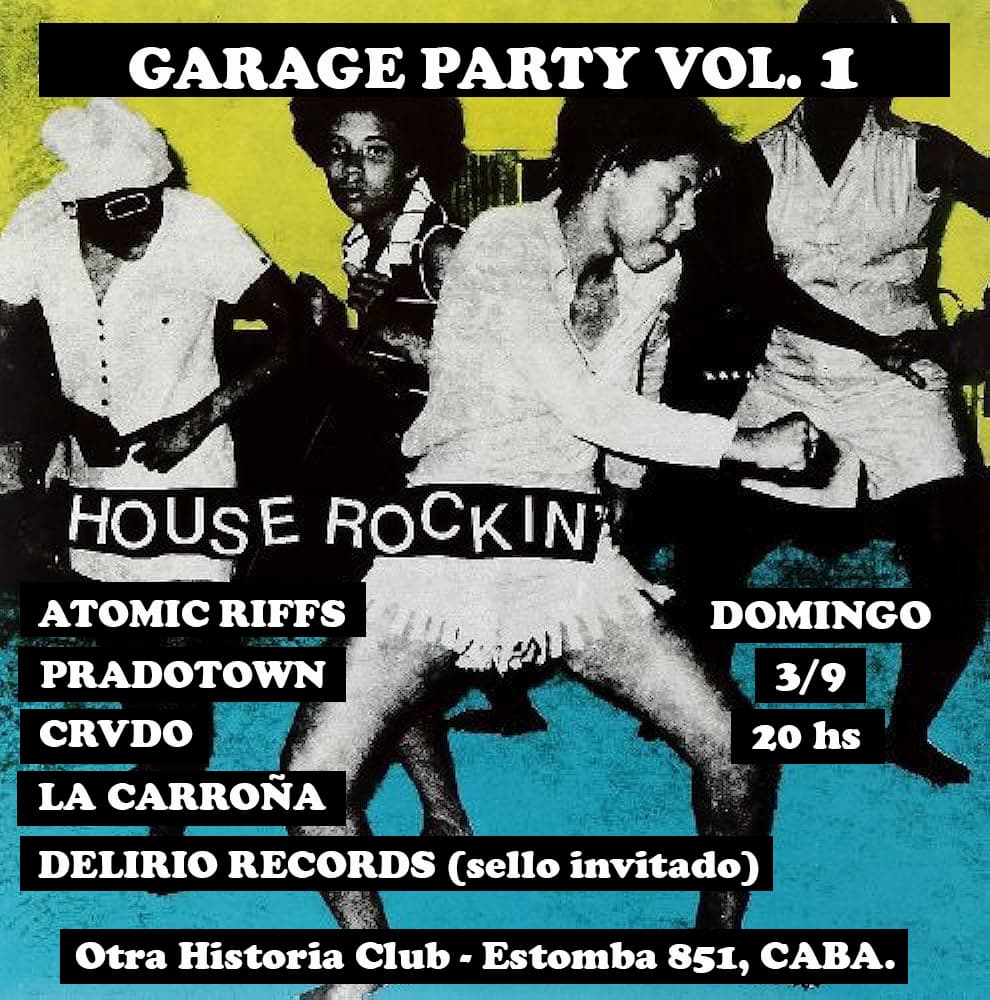 GARAGE PARTY VOL. 1
HOUSE ROCKIN'
ATOMIC RIFFS
PRADOTOWN
CRVDO
LA CARROÑA
DELIRIO RECORDS (sello invitado)
DOMINGO
3/9
20 hs
Otra Historia Club - Estomba 851, CABA.